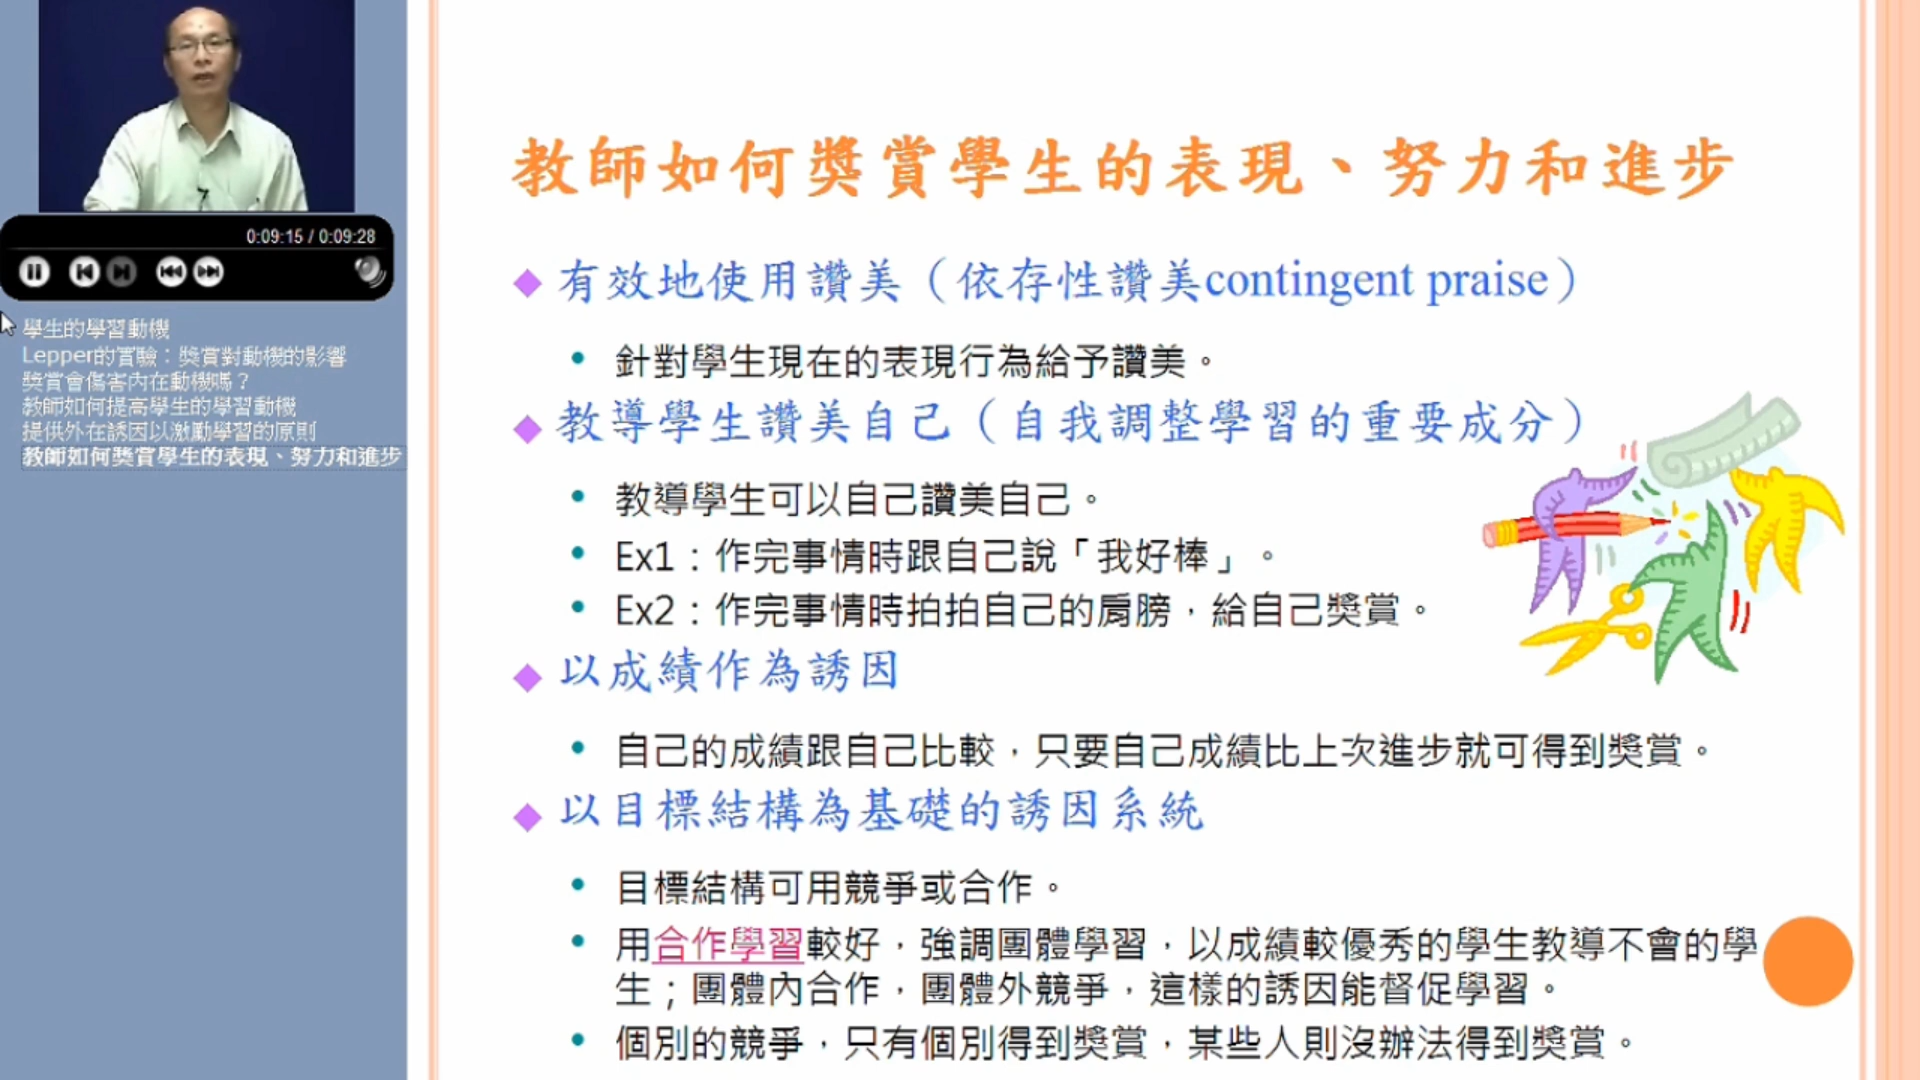 0:09:15 / 0:09:28
學生的學習動機
Lepper的實驗：獎賞對動機的影響
獎賞會傷害內在動機嗎？
教師如何提高學生的學習動機
提供外在誘因以激勵學習的原則
教師如何獎賞學生的表現、努力和進步
教師如何獎賞學生的表現、努力和進步
有效地使用讚美（依存性讚美contingent praise）
針對學生現在的表現行為給予讚美。
教導學生讚美自己（自我調整學習的重要成分）
教導學生可以自己讚美自己。
Ex1：作完事情時跟自己說「我好棒」。
Ex2：作完事情時拍拍自己的肩膀，給自己獎賞。
以成績作為誘因
自己的成績跟自己比較，只要自己成績比上次進步就可得到獎賞。
以目標結構為基礎的誘因系統
目標結構可用競爭或合作。
用合作學習較好，強調團體學習，以成績較優秀的學生教導不會的學
生；團體內合作，團體外競爭，這樣的誘因能督促學習。
個別的競爭，只有個別得到獎賞，某些人則沒辦法得到獎賞。